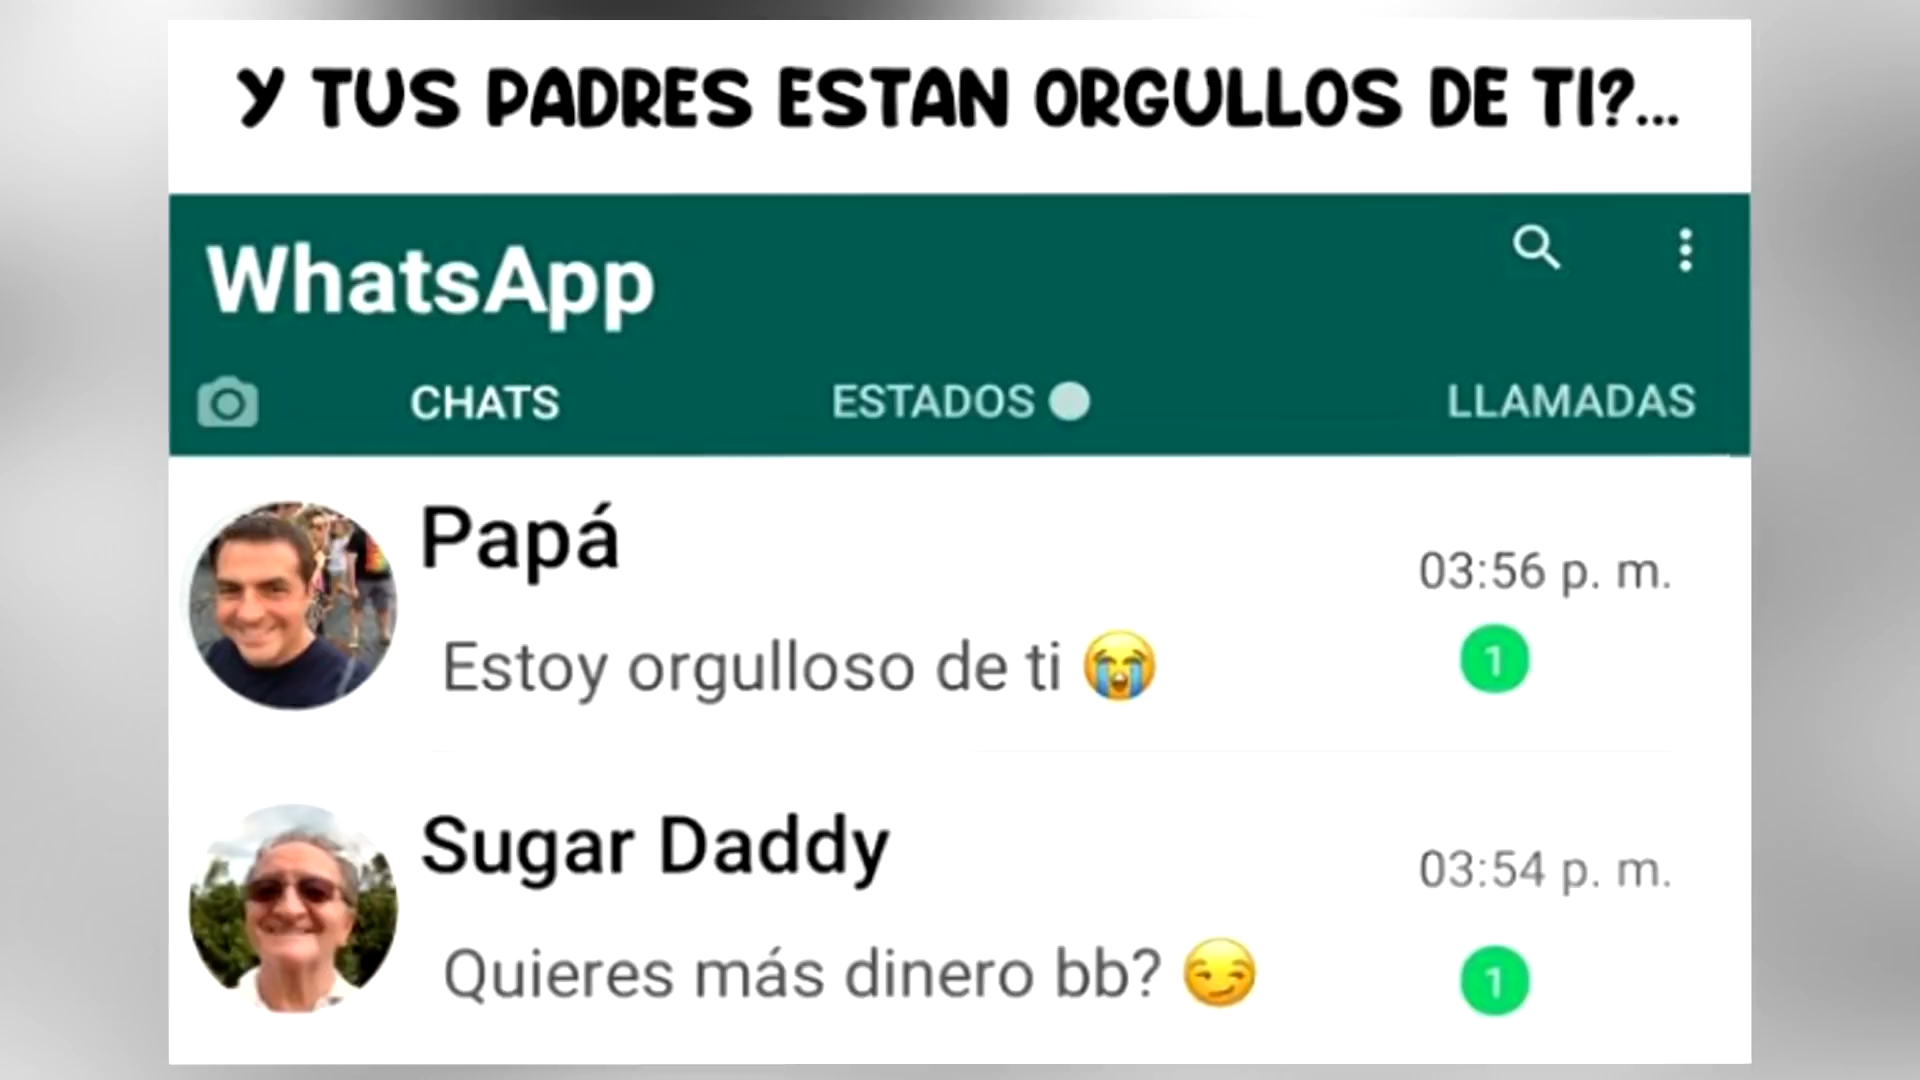 Y TUS PADRES ESTAN ORGULLOS DE TI?...
WhatsApp
CHATS ESTADOS LLAMADAS
Papá
03:56 p. m.
Estoy orgulloso de ti 😭
1
Sugar Daddy
03:54 p. m.
Quieres más dinero bb? 😏
1